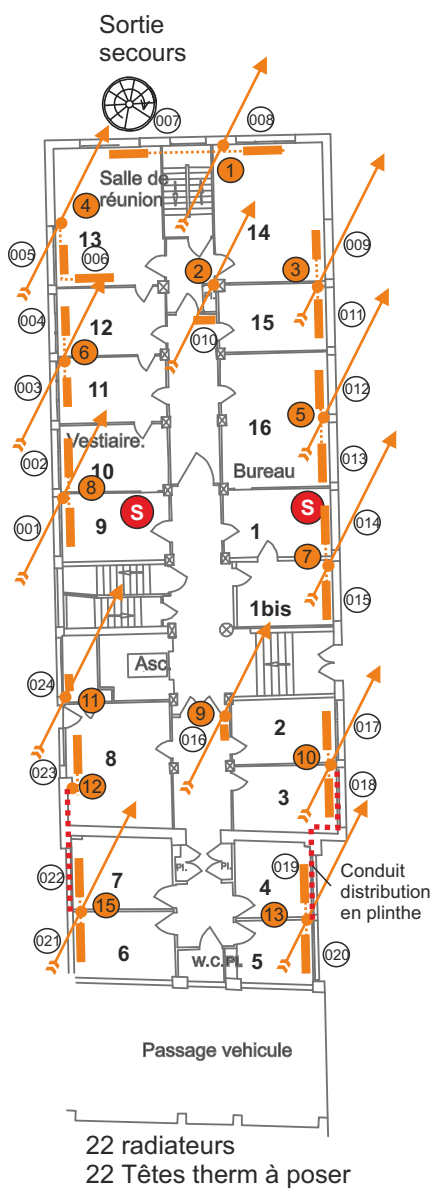 Sortie
secours
007
008
1
Salle de
réunion
4
13
14
005
006
009
2
3
Pl.
004
12
15
011
010
6
003
11
16
012
5
Vestiaire.
002
10
Bureau
013
8
9
S
1
S
014
001
7
1bis
015
Asc.
024
11
9
2
017
016
023
8
10
12
3
018
Pl.
Pl.
019
Conduit
distribution
en plinthe
022
7
4
15
13
021
6
W.C.
PL
5
020
Passage vehicule
22 radiateurs
22 Têtes therm à poser